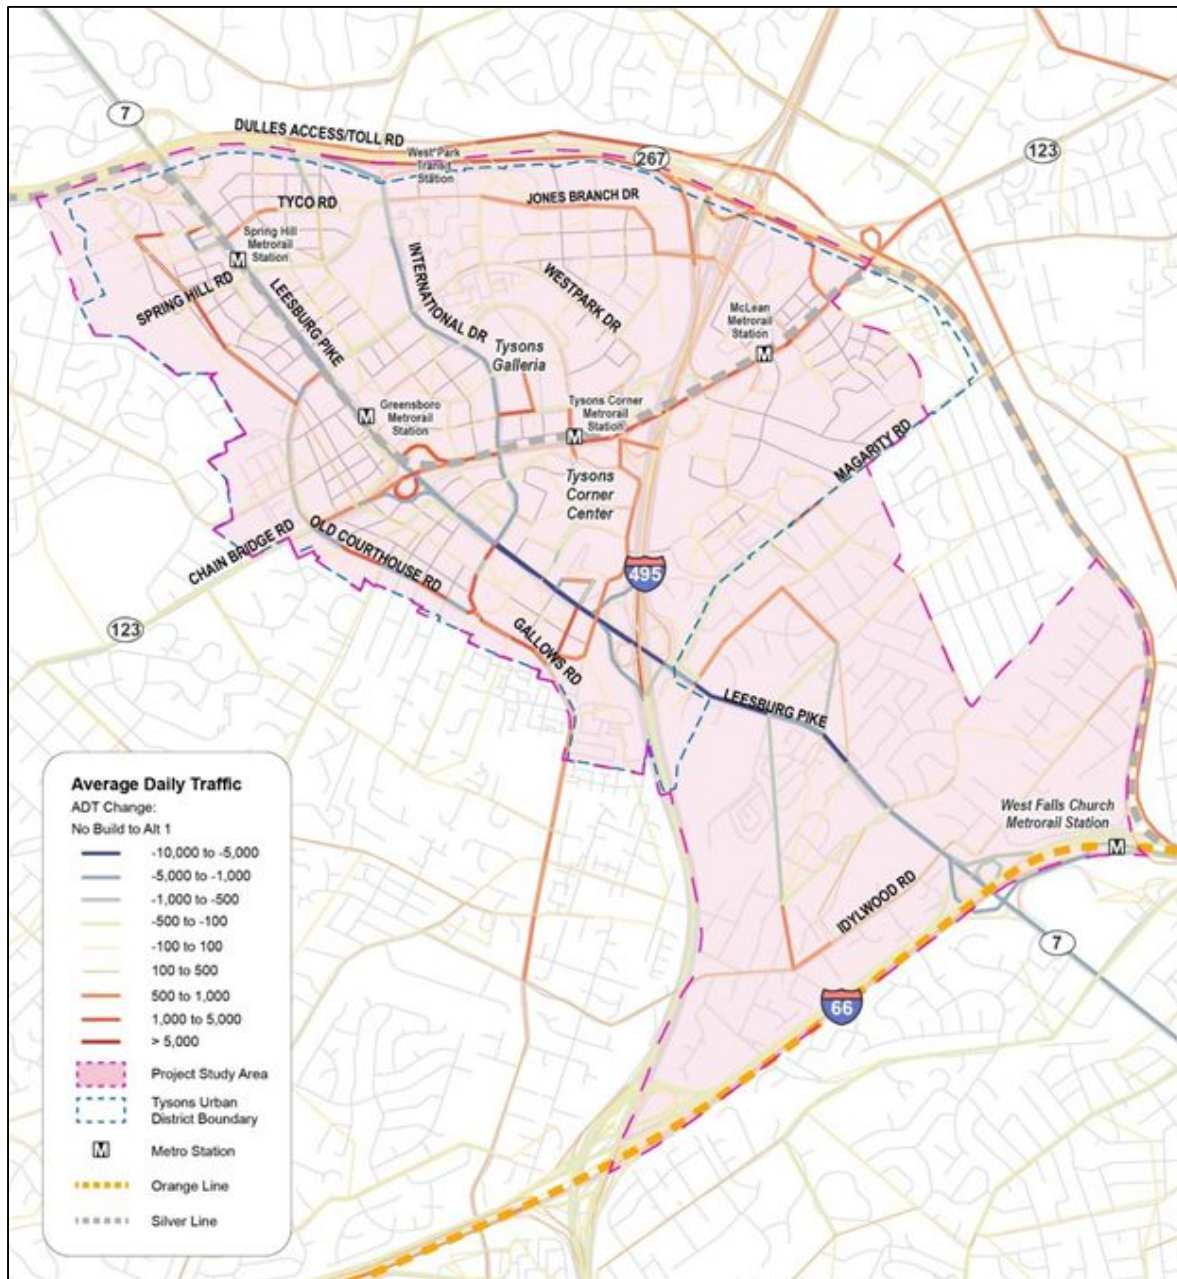 7
DULLES ACCESS/TOLL RD
West Park
Transit
Station
267
123
TYCO RD
JONES BRANCH DR
Spring Hill
Metrorail
Station
M
SPRING HILL RD
LEESBURG PIKE
INTERNATIONAL DR
WESTPARK DR
Tysons
Galleria
McLean
Metrorail
Station
M
Greensboro
Metrorail
Station
M
Tysons Corner
Metrorail
Station
M
MAGARITY RD
Tysons
Corner
Center
CHAIN BRIDGE RD
OLD COURTHOUSE RD
495
123
GALLOWS RD
LEESBURG PIKE
West Falls Church
Metrorail Station
M
IDYLWOOD RD
7
66
Average Daily Traffic
ADT Change:
No Build to Alt 1
-10,000 to -5,000
-5,000 to -1,000
-1,000 to -500
-500 to -100
-100 to 100
100 to 500
500 to 1,000
1,000 to 5,000
> 5,000
Project Study Area
Tysons Urban
District Boundary
M Metro Station
Orange Line
Silver Line